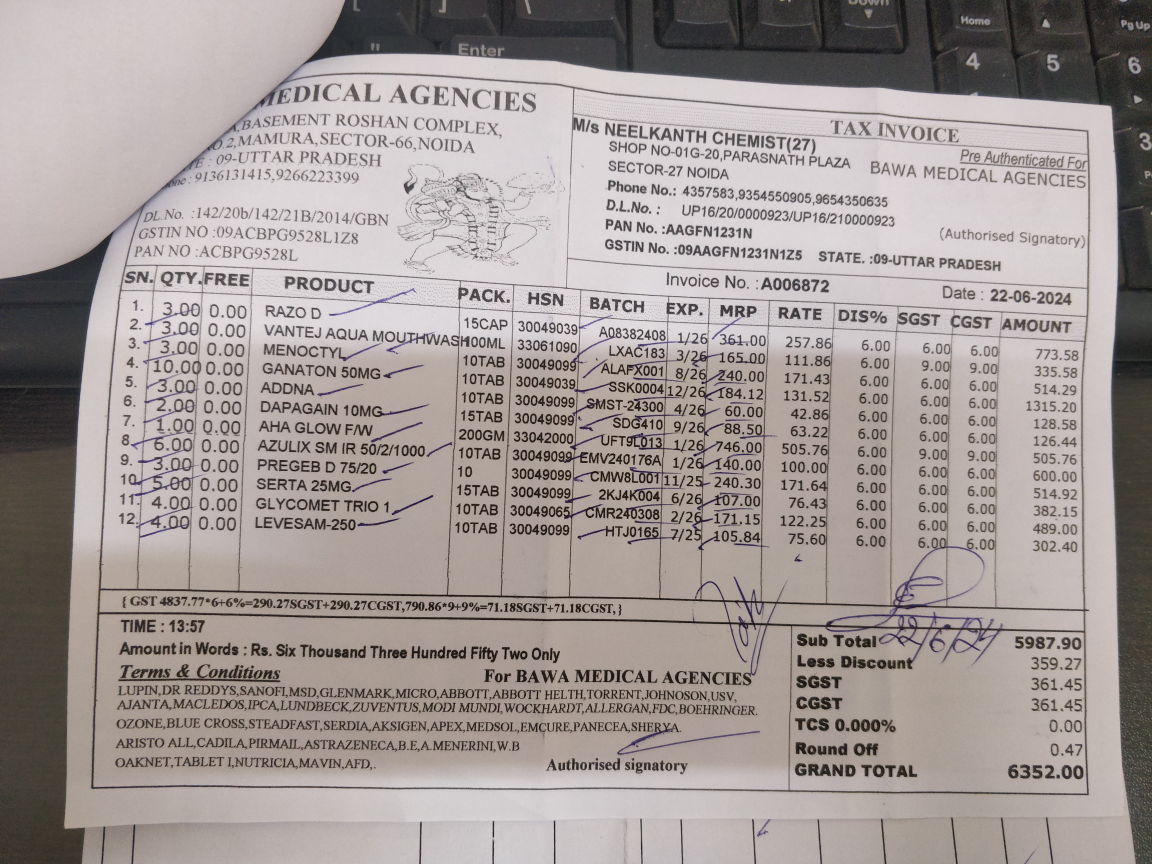 MEDICAL AGENCIES
BASEMENT ROSHAN COMPLEX,
2,MAMURA,SECTOR-66,NOIDA
: 09-UTTAR PRADESH
: 9136131415,9266223399
DL.No. :142/20b/142/21B/2014/GBN
GSTIN NO :09ACBPG9528L1Z8
PAN NO :ACBPG9528L
TAX INVOICE
M/s NEELKANTH CHEMIST(27)
SHOP NO-01G-20,PARASNATH PLAZA
SECTOR-27 NOIDA
Phone No.: 4357583,9354550905,9654350635
D.L.No. : UP16/20/0000923/UP16/210000923
PAN No. :AAGFN1231N
GSTIN No. :09AAGFN1231N1Z5 STATE. :09-UTTAR PRADESH
Pre Authenticated For
BAWA MEDICAL AGENCIES
(Authorised Signatory)
Invoice No. : A006872 Date : 22-06-2024
SN. QTY. FREE PRODUCT PACK. HSN BATCH EXP. MRP RATE DIS% SGST CGST AMOUNT
1. 3.00 0.00 RAZO D 15CAP 30049039 A08382408 1/26 361.00 257.86 6.00 6.00 6.00 773.58
2. 3.00 0.00 VANTEJ AQUA MOUTHWASH 100ML 33061090 LXAC183 3/26 165.00 111.86 6.00 9.00 9.00 335.58
3. 3.00 0.00 MENOCTYL 10TAB 30049099 ALAFX001 8/26 240.00 171.43 6.00 6.00 6.00 514.29
4. 10.00 0.00 GANATON 50MG 10TAB 30049039 SSK0004 12/26 184.12 131.52 6.00 6.00 6.00 1315.20
5. 3.00 0.00 ADDNA 10TAB 30049099 SMST-24300 4/26 60.00 42.86 6.00 6.00 6.00 128.58
6. 2.00 0.00 DAPAGAIN 10MG 15TAB 30049099 SDG410 9/26 88.50 63.22 6.00 6.00 6.00 126.44
7. 1.00 0.00 AHA GLOW F/W 200GM 33042000 UFT9L013 1/26 746.00 505.76 6.00 9.00 9.00 505.76
8. 6.00 0.00 AZULIX SM IR 50/2/1000 10TAB 30049099 EMV240176A 1/26 140.00 100.00 6.00 6.00 6.00 600.00
9. 3.00 0.00 PREGEB D 75/20 10 30049099 CMW8L001 11/25 240.30 171.64 6.00 6.00 6.00 514.92
10. 5.00 0.00 SERTA 25MG 15TAB 30049099 2KJ4K004 6/26 107.00 76.43 6.00 6.00 6.00 382.15
11. 4.00 0.00 GLYCOMET TRIO 1 10TAB 30049065 CMR240308 2/26 171.15 122.25 6.00 6.00 6.00 489.00
12. 4.00 0.00 LEVESAM-250 10TAB 30049099 HTJ0165 7/25 105.84 75.60 6.00 6.00 6.00 302.40
{ GST 4837.77*6+6%=290.27SGST+290.27CGST,790.86*9+9%=71.18SGST+71.18CGST, }
22/6/24
TIME : 13:57
Amount in Words : Rs. Six Thousand Three Hundred Fifty Two Only
Terms & Conditions For BAWA MEDICAL AGENCIES
LUPIN,DR REDDYS,SANOFI,MSD,GLENMARK,MICRO,ABBOTT,ABBOTT HELTH,TORRENT,JOHNSON,USV,
AJANTA,MACLEDOS,IPCA,LUNDBECK,ZUVENTUS,MODI MUNDI,WOCKHARDT,ALLERGAN,FDC,BOEHRINGER.
OZONE,BLUE CROSS,STEADFAST,SERDIA,AKSIGEN,APEX,MEDSOL,EMCURE,PANECEA,SHERYA.
ARISTO ALL,CADILA,PIRMAIL,ASTRAZENECA,B.E,A.MENERINI,W.B
OAKNET,TABLET I,NUTRICIA,MAVIN,AFD,.
Authorised signatory
Sub Total 5987.90
Less Discount 359.27
SGST 361.45
CGST 361.45
TCS 0.000% 0.00
Round Off 0.47
GRAND TOTAL 6352.00
Enter
Down
Home
Pg Up
4
5
6
3